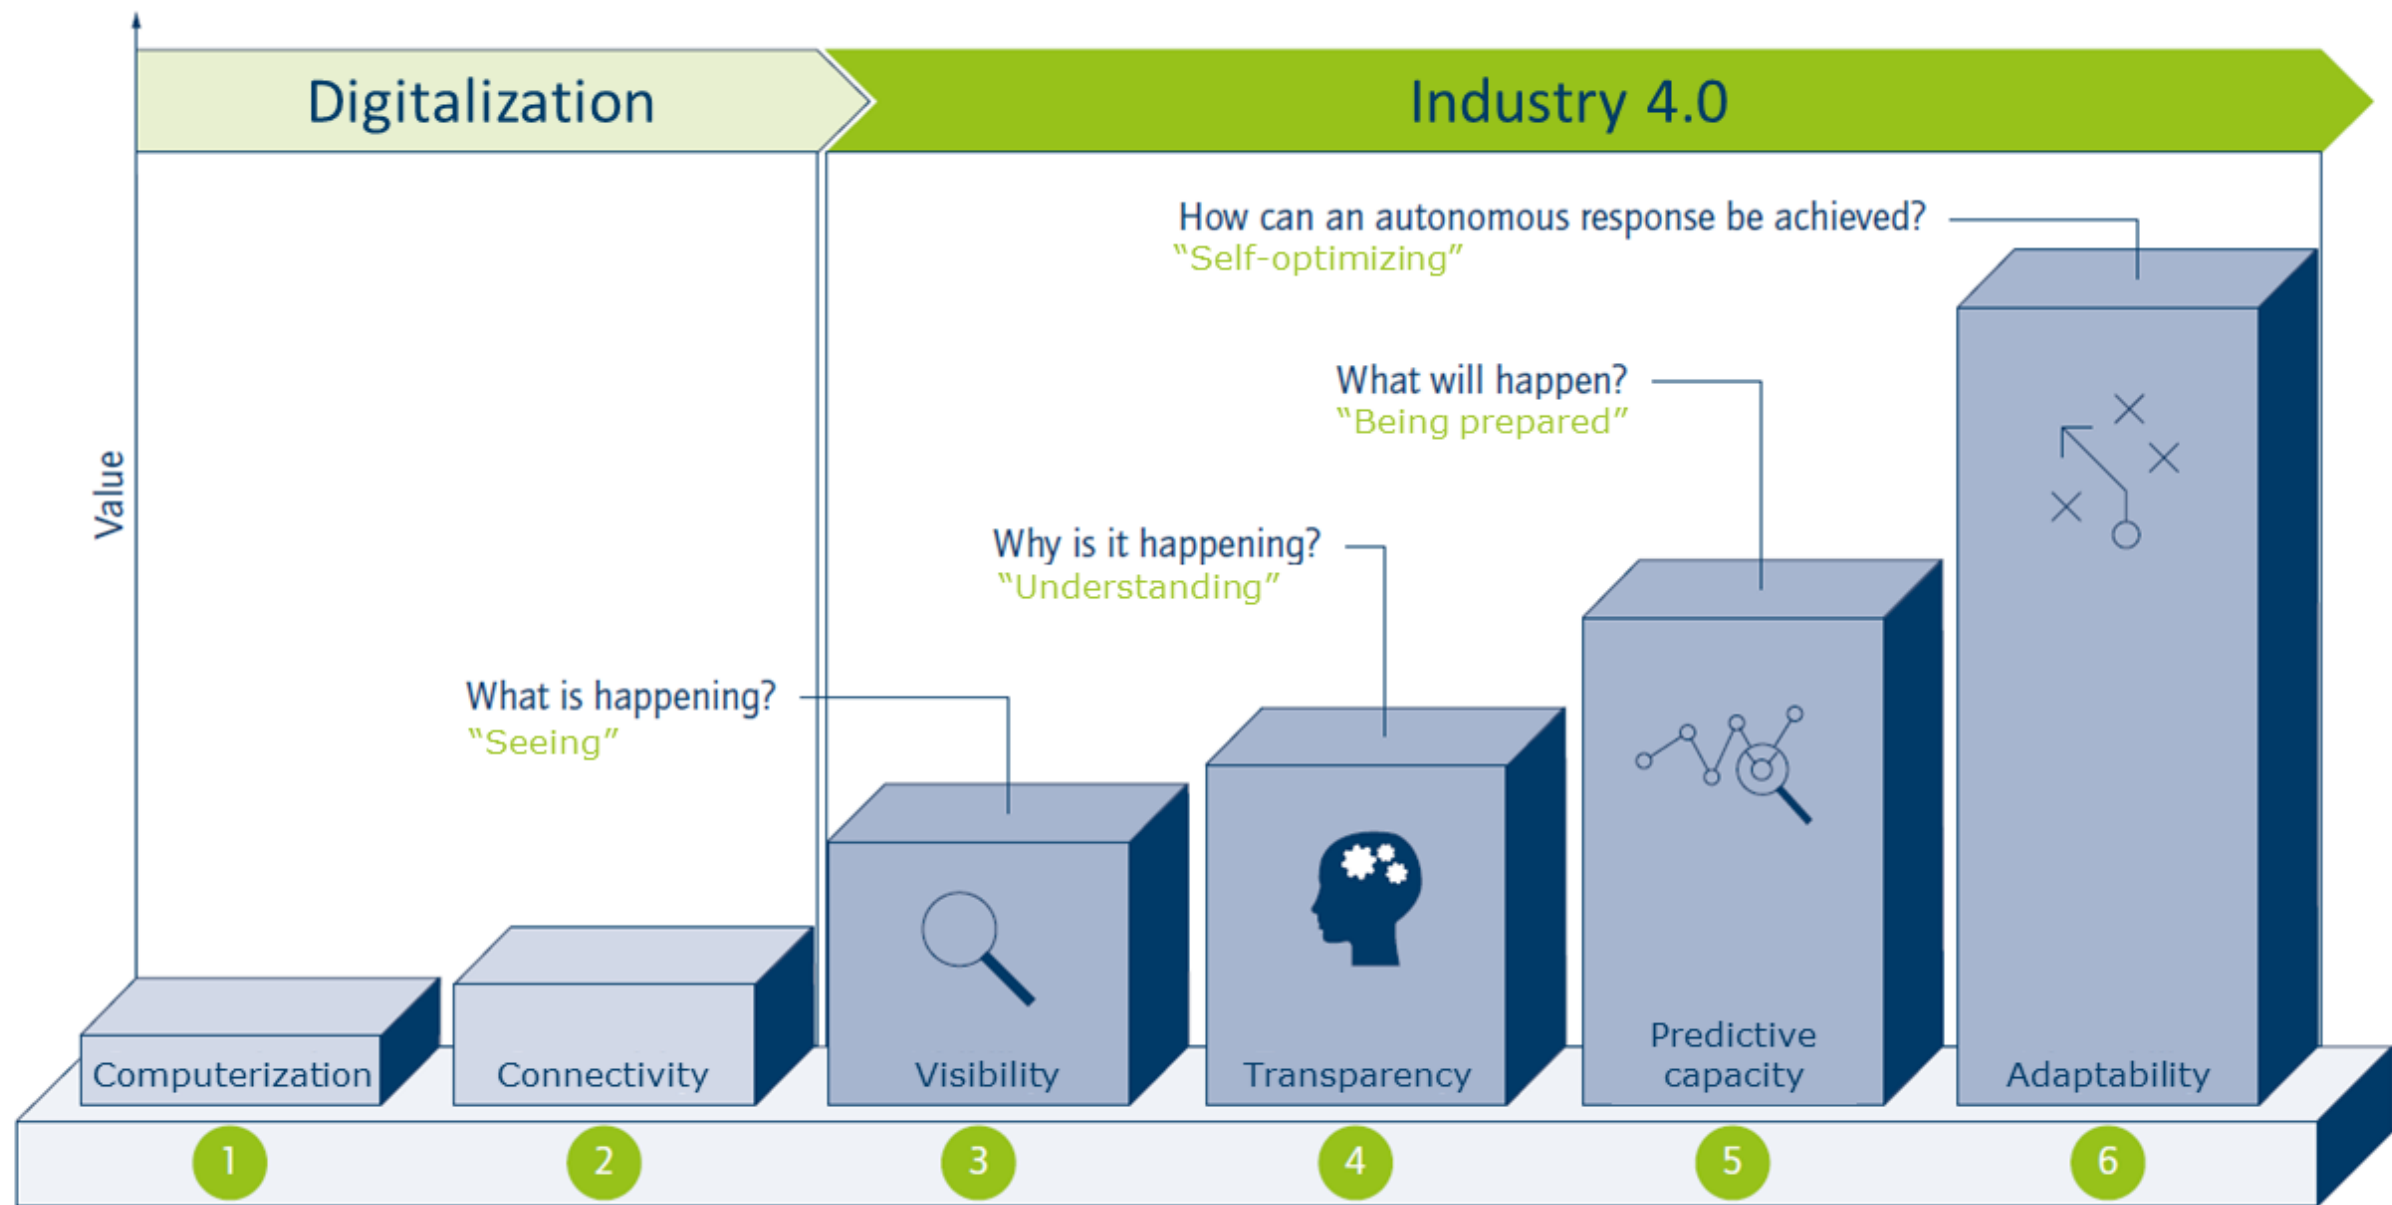 Digitalization
Industry 4.0
How can an autonomous response be achieved?
“Self-optimizing”
What will happen?
“Being prepared”
Why is it happening?
“Understanding”
What is happening?
“Seeing”
Value
Computerization
Connectivity
Visibility
Transparency
Predictive
capacity
Adaptability
1
2
3
4
5
6